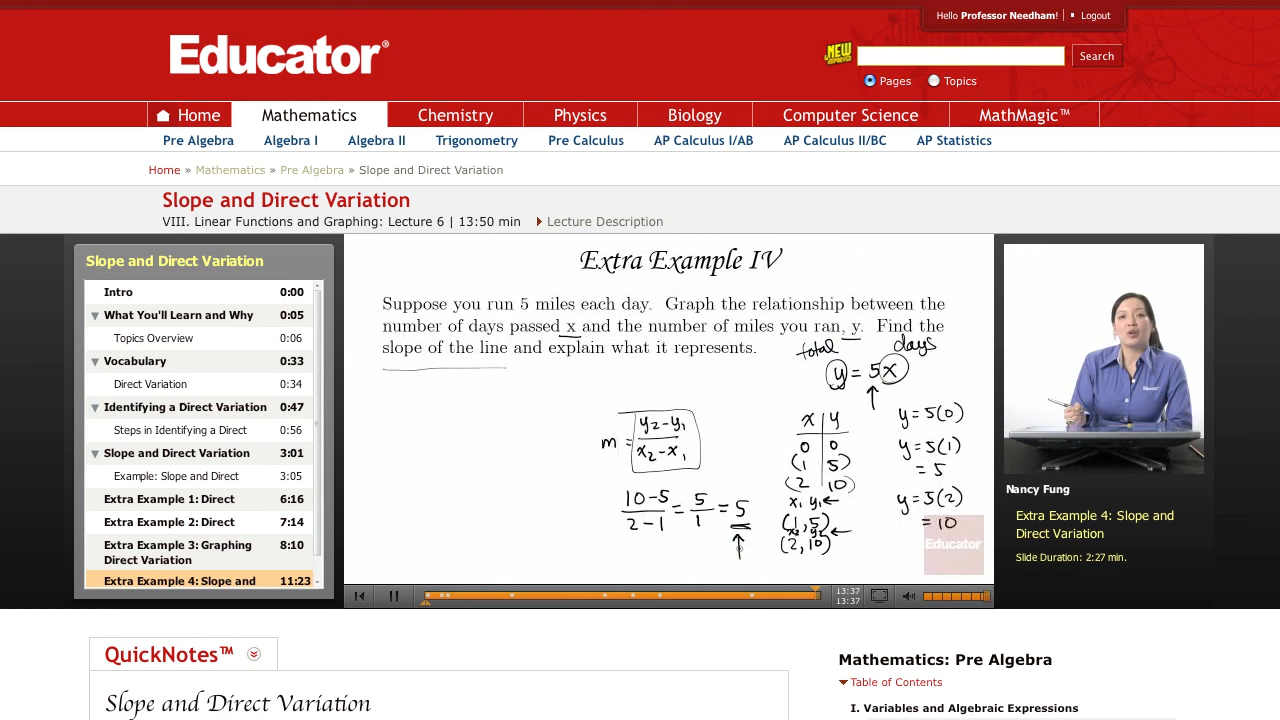 Hello Professor Needham! Logout
Educator®
NEW
Search
Pages Topics
Home Mathematics Chemistry Physics Biology Computer Science MathMagic™
Pre Algebra Algebra I Algebra II Trigonometry Pre Calculus AP Calculus I/AB AP Calculus II/BC AP Statistics
Home » Mathematics » Pre Algebra » Slope and Direct Variation
Slope and Direct Variation
VIII. Linear Functions and Graphing: Lecture 6 | 13:50 min Lecture Description
Slope and Direct Variation
Intro 0:00
What You'll Learn and Why 0:05
Topics Overview 0:06
Vocabulary 0:33
Direct Variation 0:34
Identifying a Direct Variation 0:47
Steps in Identifying a Direct 0:56
Slope and Direct Variation 3:01
Example: Slope and Direct 3:05
Extra Example 1: Direct 6:16
Extra Example 2: Direct 7:14
Extra Example 3: Graphing 8:10
Direct Variation
Extra Example 4: Slope and 11:23
Extra Example IV
Suppose you run 5 miles each day. Graph the relationship between the
number of days passed x and the number of miles you ran, y. Find the
slope of the line and explain what it represents.
total days
y = 5x
m = y₂-y₁
x₂-x₁
10-5 = 5 = 5
2-1 1
x y
0 0
(1 5)
(2 10)
x₁ y₁
(1,5)
x₂ y₂
(2,10)
y = 5(0)
y = 5(1)
= 5
y = 5(2)
= 10
Educator
13:37
13:37
Educator
Nancy Fung
Extra Example 4: Slope and
Direct Variation
Slide Duration: 2:27 min.
QuickNotes™
Slope and Direct Variation
Mathematics: Pre Algebra
Table of Contents
I. Variables and Algebraic Expressions